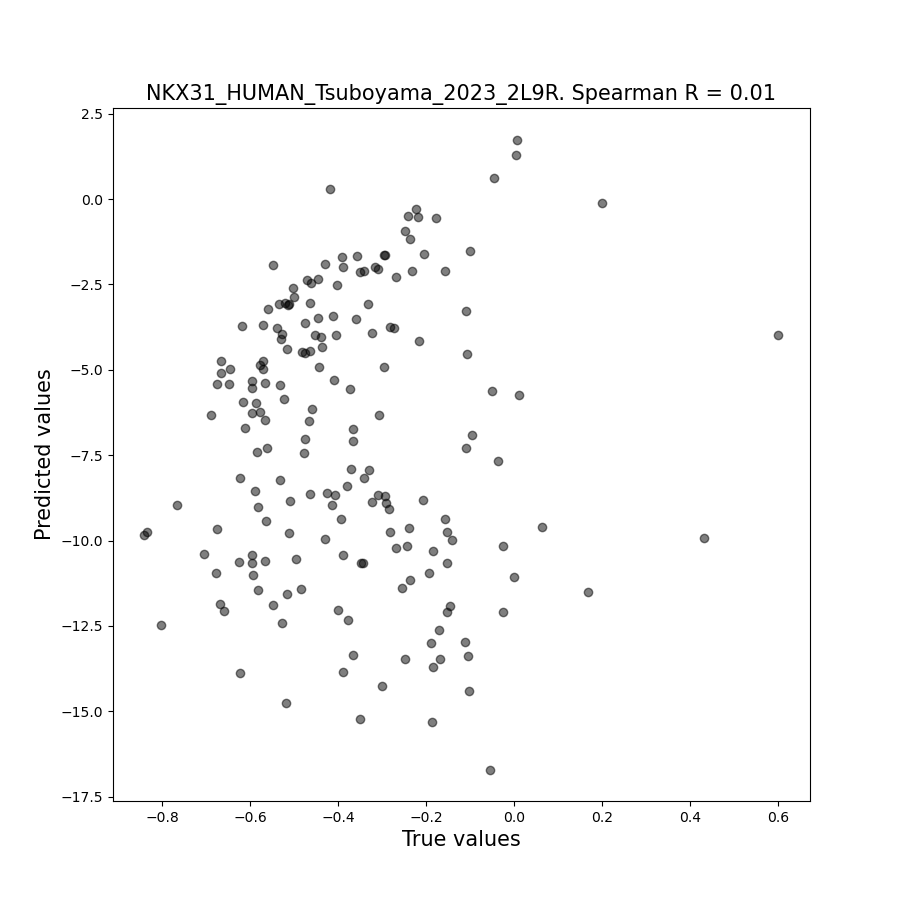 NKX31_HUMAN_Tsuboyama_2023_2L9R. Spearman R = 0.01
2.5
0.0
−2.5
−5.0
−7.5
−10.0
−12.5
−15.0
−17.5
Predicted values
−0.8 −0.6 −0.4 −0.2 0.0 0.2 0.4 0.6
True values